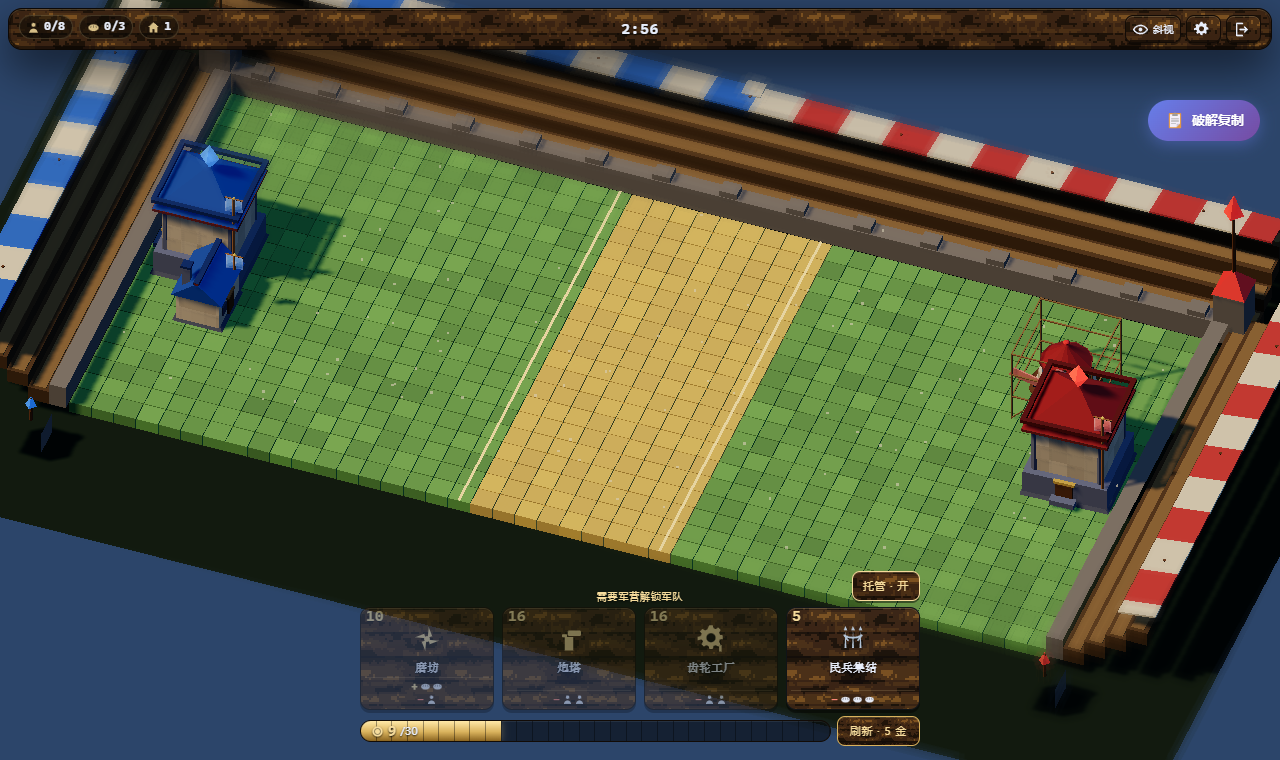 0/8
0/3
1
2:56
斜视
破解复制
托管 · 开
需要军营解锁军队
10
磨坊
+
−
16
炮塔
−
16
齿轮工厂
−
5
民兵集结
−
9 /30
刷新 · 5 金